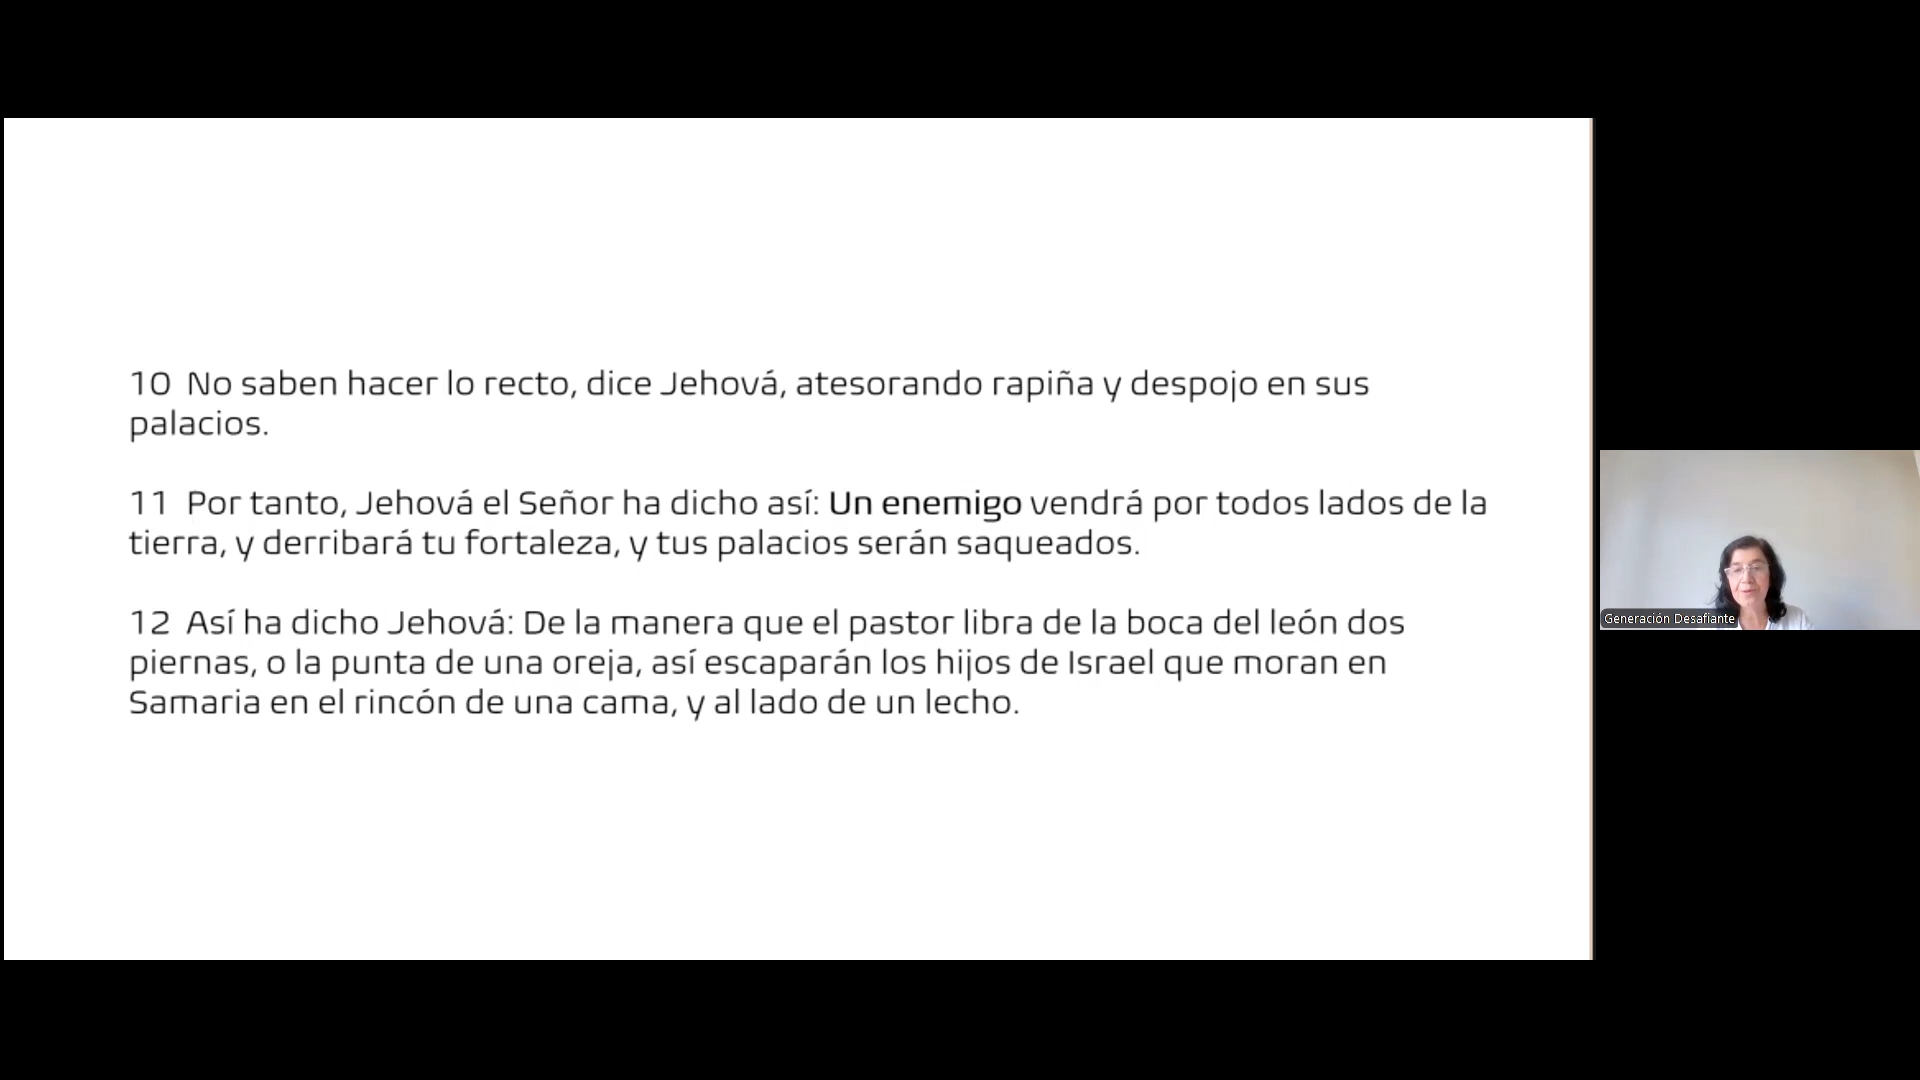 10 No saben hacer lo recto, dice Jehová, atesorando rapiña y despojo en sus
palacios.
11 Por tanto, Jehová el Señor ha dicho así: Un enemigo vendrá por todos lados de la
tierra, y derribará tu fortaleza, y tus palacios serán saqueados.
12 Así ha dicho Jehová: De la manera que el pastor libra de la boca del león dos
piernas, o la punta de una oreja, así escaparán los hijos de Israel que moran en
Samaria en el rincón de una cama, y al lado de un lecho.
Generación Desafiante